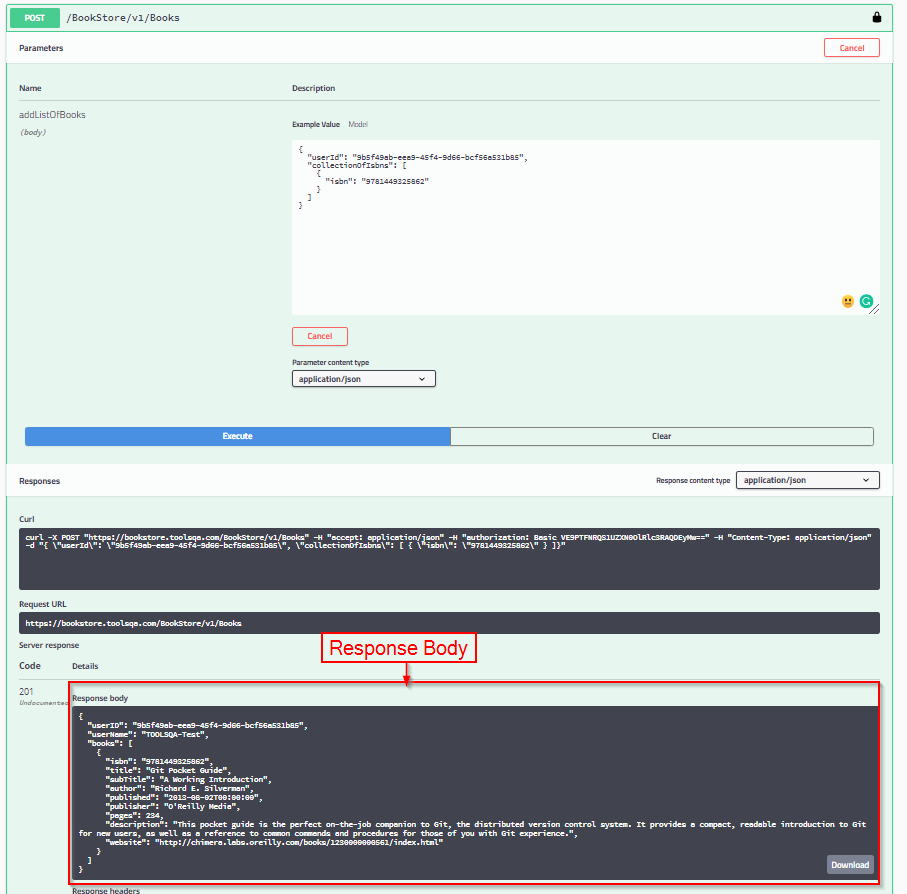 POST /BookStore/v1/Books
Parameters
Cancel
Name Description
addListOfBooks
(body)
Example Value Model
{
"userId": "9b5f49ab-eea9-45f4-9d66-bcf56a531b85",
"collectionOfIsbns": [
{
"isbn": "9781449325862"
}
]
}
Cancel
Parameter content type
application/json
Execute Clear
Responses
Response content type application/json
Curl
curl -X POST "https://bookstore.toolsqa.com/BookStore/v1/Books" -H "accept: application/json" -H "authorization: Basic VE9PTFNRQS1UZXN0OlRlc3RAQDEyMw==" -H "Content-Type: application/json"
-d "{ \"userId\": \"9b5f49ab-eea9-45f4-9d66-bcf56a531b85\", \"collectionOfIsbns\": [ { \"isbn\": \"9781449325862\" } ]}"
Request URL
https://bookstore.toolsqa.com/BookStore/v1/Books
Server response
Response Body
Code Details
201
Undocumented
Response body
{
"userID": "9b5f49ab-eea9-45f4-9d66-bcf56a531b85",
"userName": "TOOLSQA-Test",
"books": [
{
"isbn": "9781449325862",
"title": "Git Pocket Guide",
"subTitle": "A Working Introduction",
"author": "Richard E. Silverman",
"published": "2013-08-02T00:00:00",
"publisher": "O'Reilly Media",
"pages": 234,
"description": "This pocket guide is the perfect on-the-job companion to Git, the distributed version control system. It provides a compact, readable introduction to Git
for new users, as well as a reference to common commands and procedures for those of you with Git experience.",
"website": "http://chimera.labs.oreilly.com/books/1230000000561/index.html"
}
]
}
Download
Response headers